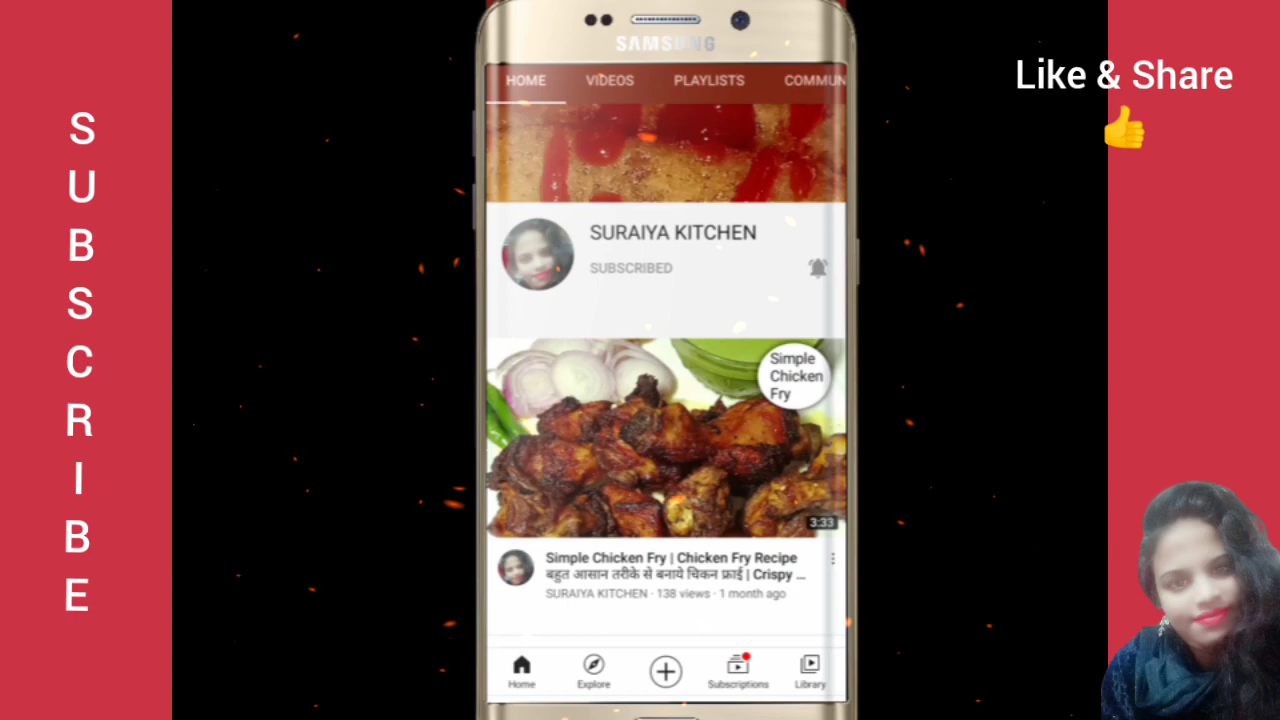 S
U
B
S
C
R
I
B
E
SAMSUNG
HOME VIDEOS PLAYLISTS COMMUN
SURAIYA KITCHEN
SUBSCRIBED
Simple
Chicken
Fry
3:33
Simple Chicken Fry | Chicken Fry Recipe
बहुत आसान तरीके से बनाये चिकन फ्राई | Crispy ...
SURAIYA KITCHEN · 138 views · 1 month ago
Home Explore Subscriptions Library
Like & Share